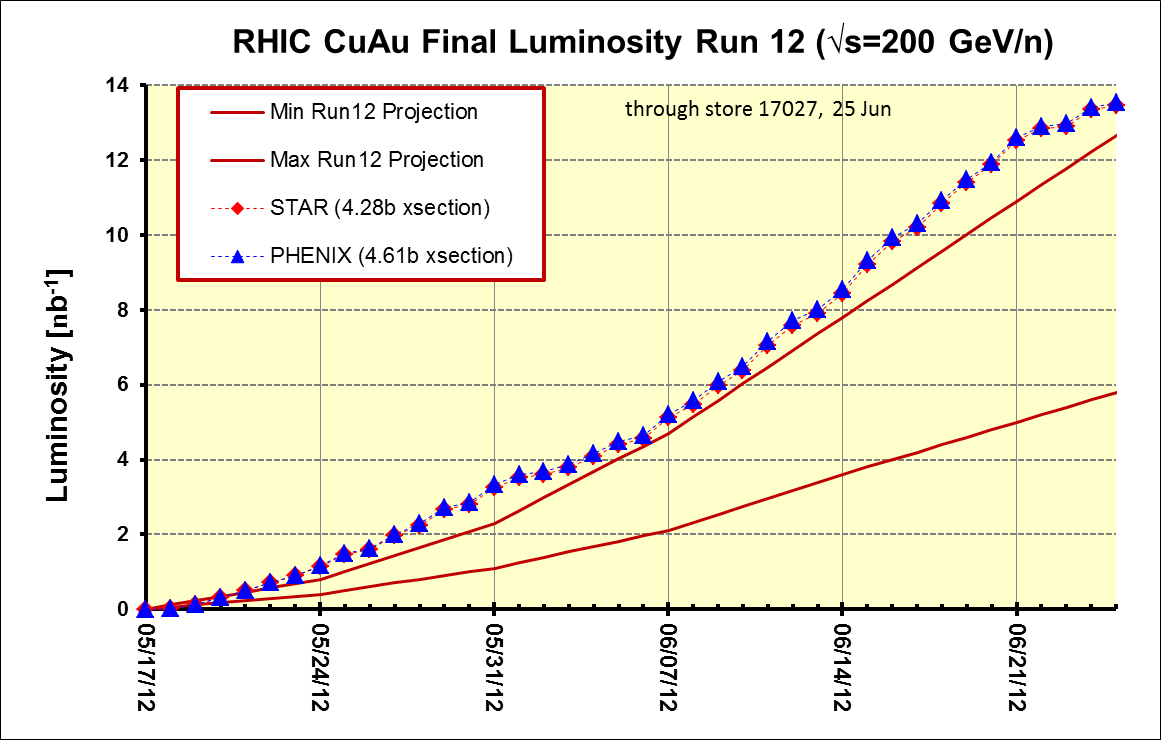 RHIC CuAu Final Luminosity Run 12 (√s=200 GeV/n)
through store 17027, 25 Jun
Min Run12 Projection
Max Run12 Projection
STAR (4.28b xsection)
PHENIX (4.61b xsection)
Luminosity [nb-1]
14
12
10
8
6
4
2
0
05/17/12
05/24/12
05/31/12
06/07/12
06/14/12
06/21/12